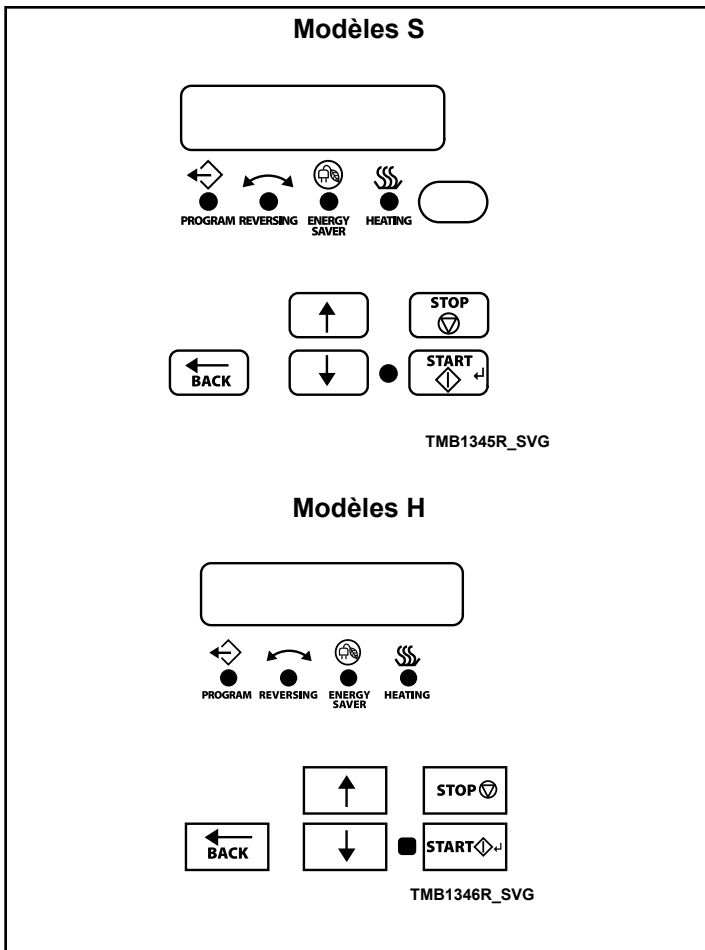 Modèles S
PROGRAM REVERSING ENERGY SAVER HEATING
STOP
BACK
START
TMB1345R_SVG
Modèles H
PROGRAM REVERSING ENERGY SAVER HEATING
STOP
BACK
START
TMB1346R_SVG